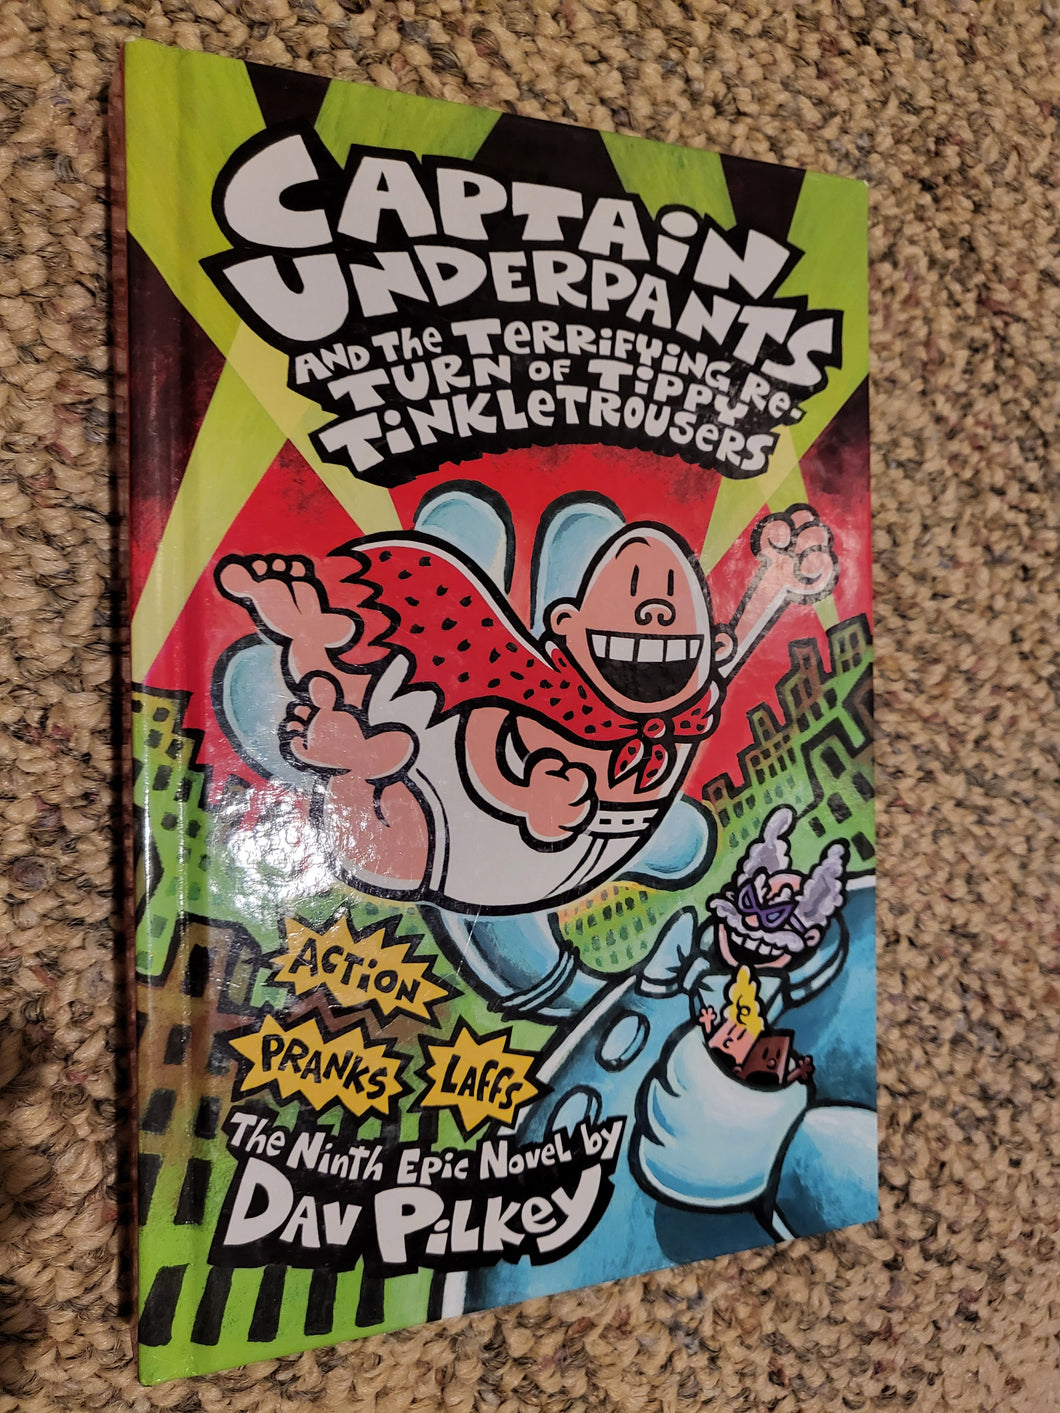 CAPTAIN
UNDERPANTS
AND THE TERRIFYING RE-
TURN OF TIPPY
TINKLETROUSERS
ACTION
PRANKS
LAFFS
The NINTH EPIC NOVEL by
DAV PILKEY